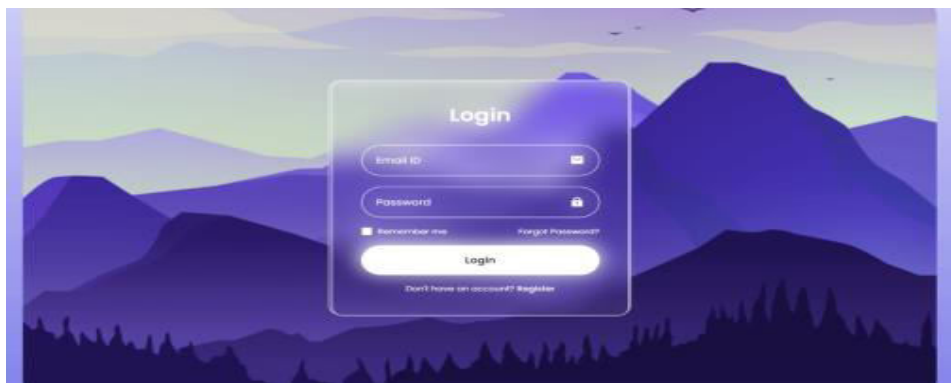 Login
Email ID
Password
Remember me Forgot Password?
Login
Don't have an account? Register